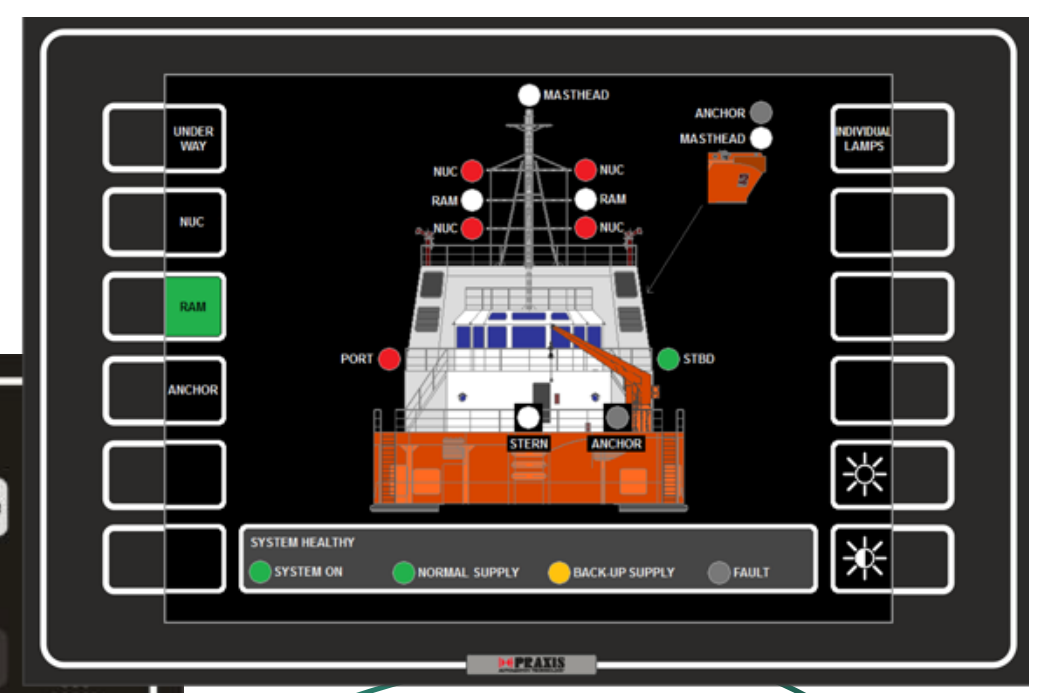 MASTHEAD
ANCHOR
MASTHEAD
2
UNDER
WAY
INDIVIDUAL
LAMPS
NUC
NUC
RAM
RAM
NUC
NUC
NUC
RAM
PORT
STBD
ANCHOR
STERN
ANCHOR
SYSTEM HEALTHY
SYSTEM ON
NORMAL SUPPLY
BACK-UP SUPPLY
FAULT
PRAXIS